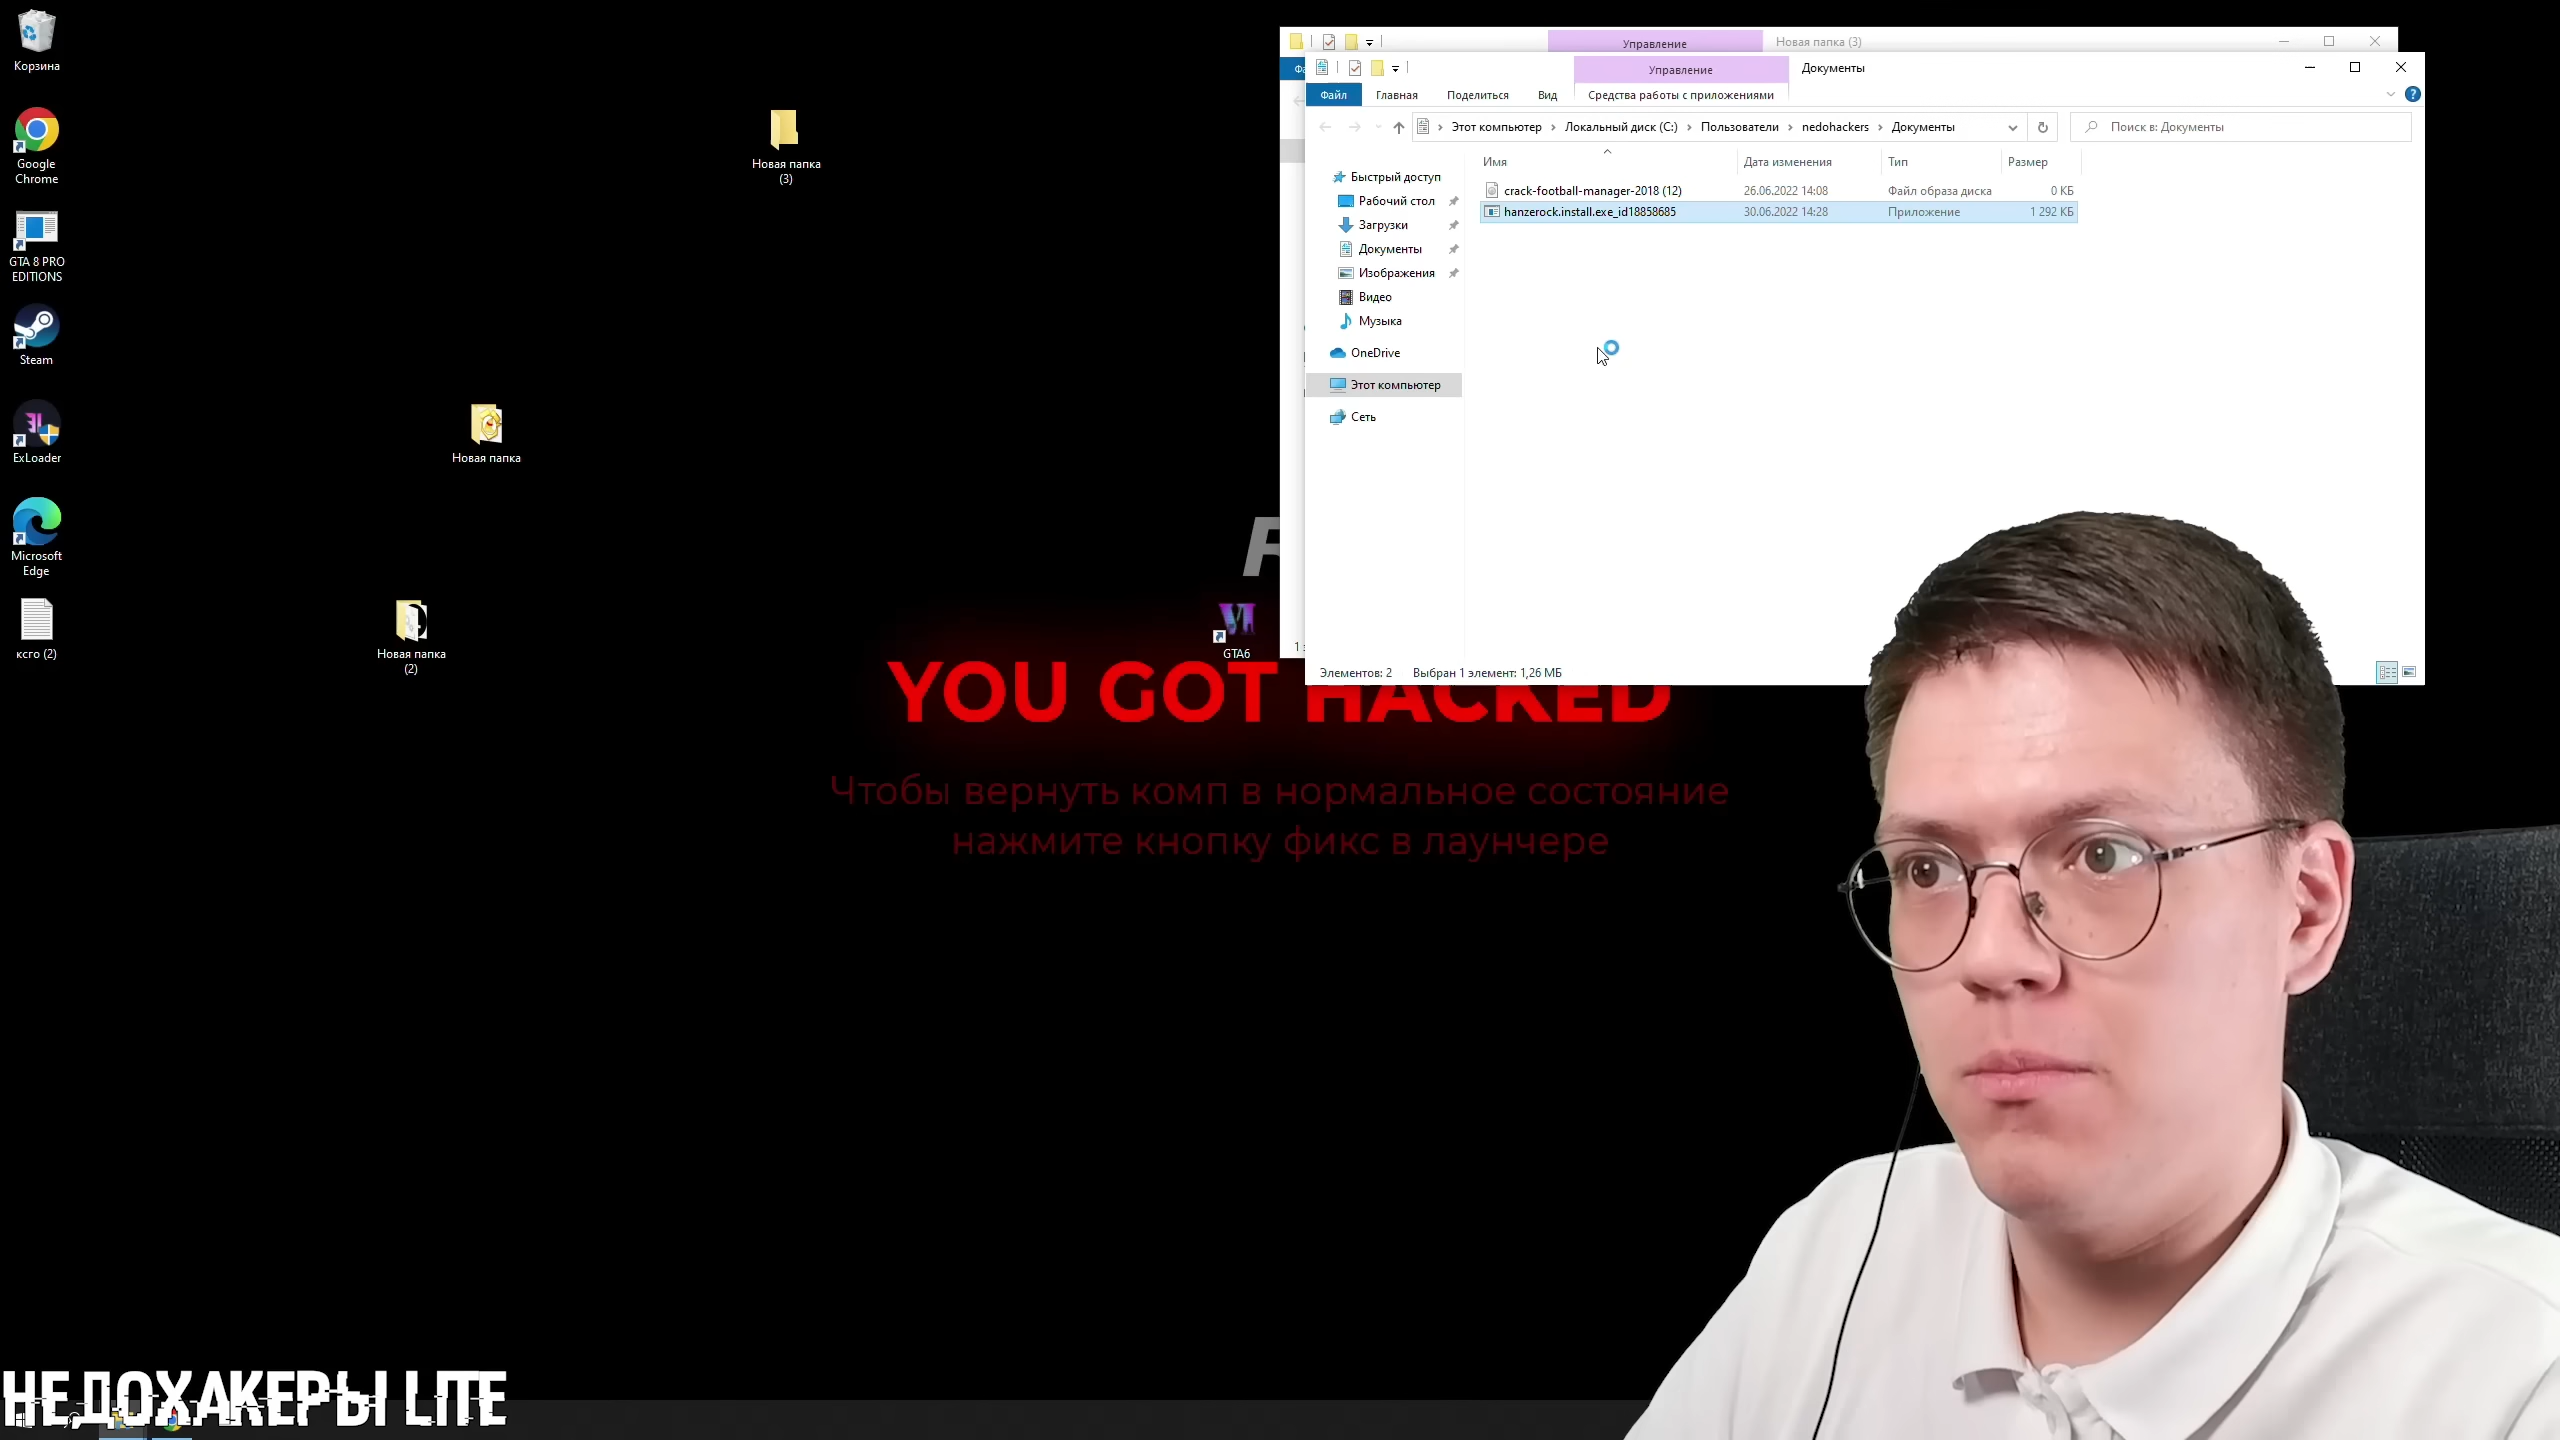 Корзина
Google
Chrome
GTA 8 PRO
EDITIONS
Steam
ExLoader
Microsoft
Edge
ксго (2)
Новая папка
(3)
Новая папка
Новая папка
(2)
GTA6
Управление
Новая папка (3)
Управление
Документы
Файл
Главная
Поделиться
Вид
Средства работы с приложениями
Этот компьютер › Локальный диск (C:) › Пользователи › nedohackers › Документы
Поиск в: Документы
Имя
Дата изменения
Тип
Размер
crack-football-manager-2018 (12)
26.06.2022 14:08
Файл образа диска
0 КБ
hanzerock.install.exe_id18858685
30.06.2022 14:28
Приложение
1 292 КБ
Быстрый доступ
Рабочий стол
Загрузки
Документы
Изображения
Видео
Музыка
OneDrive
Этот компьютер
Сеть
Элементов: 2
Выбран 1 элемент: 1,26 МБ
YOU GOT HACKED
Чтобы вернуть комп в нормальное состояние
нажмите кнопку фикс в лаунчере
НЕДОХАКЕРЫ LITE